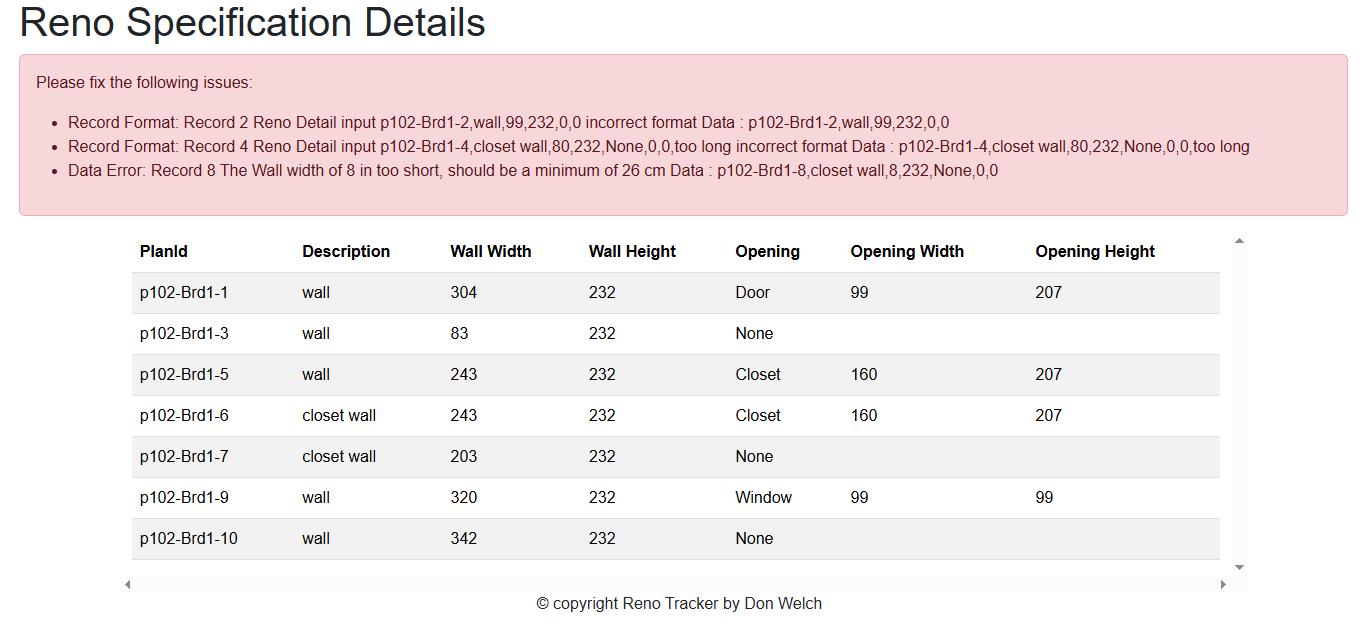 Reno Specification Details
Please fix the following issues:
• Record Format: Record 2 Reno Detail input p102-Brd1-2,wall,99,232,0,0 incorrect format Data : p102-Brd1-2,wall,99,232,0,0
• Record Format: Record 4 Reno Detail input p102-Brd1-4,closet wall,80,232,None,0,0,too long incorrect format Data : p102-Brd1-4,closet wall,80,232,None,0,0,too long
• Data Error: Record 8 The Wall width of 8 in too short, should be a minimum of 26 cm Data : p102-Brd1-8,closet wall,8,232,None,0,0
PlanId Description Wall Width Wall Height Opening Opening Width Opening Height
p102-Brd1-1 wall 304 232 Door 99 207
p102-Brd1-3 wall 83 232 None
p102-Brd1-5 wall 243 232 Closet 160 207
p102-Brd1-6 closet wall 243 232 Closet 160 207
p102-Brd1-7 closet wall 203 232 None
p102-Brd1-9 wall 320 232 Window 99 99
p102-Brd1-10 wall 342 232 None
© copyright Reno Tracker by Don Welch